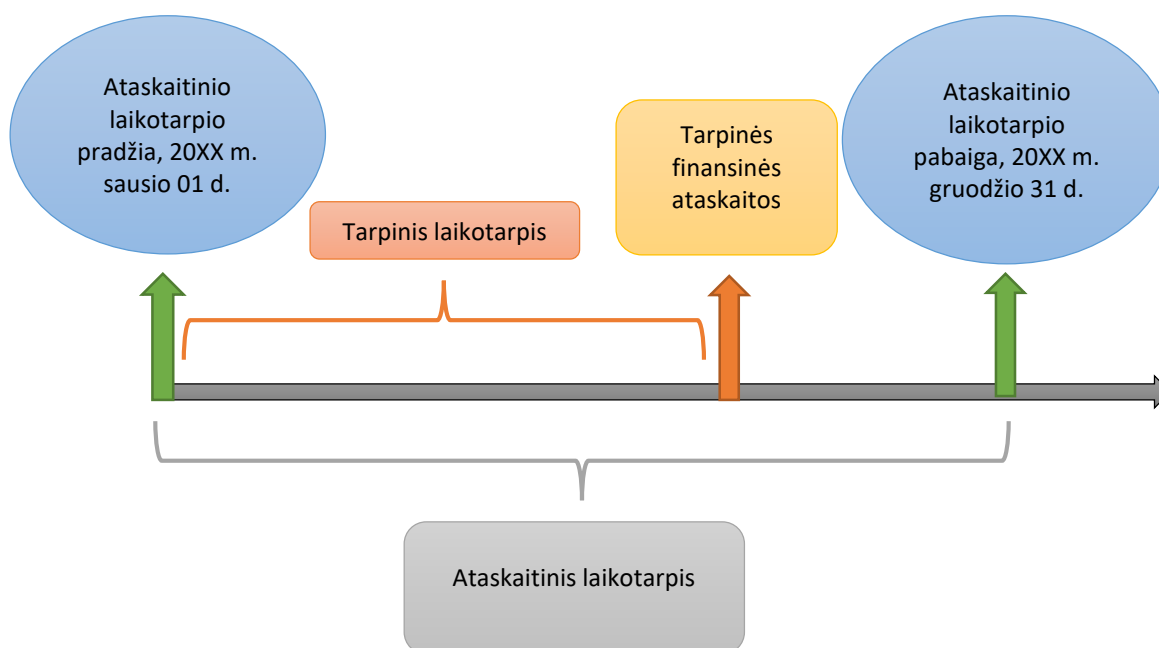 Ataskaitinio
laikotarpio
pradžia, 20XX m.
sausio 01 d.
Tarpinis laikotarpis
Tarpinės
finansinės
ataskaitos
Ataskaitinio
laikotarpio
pabaiga, 20XX m.
gruodžio 31 d.
Ataskaitinis laikotarpis